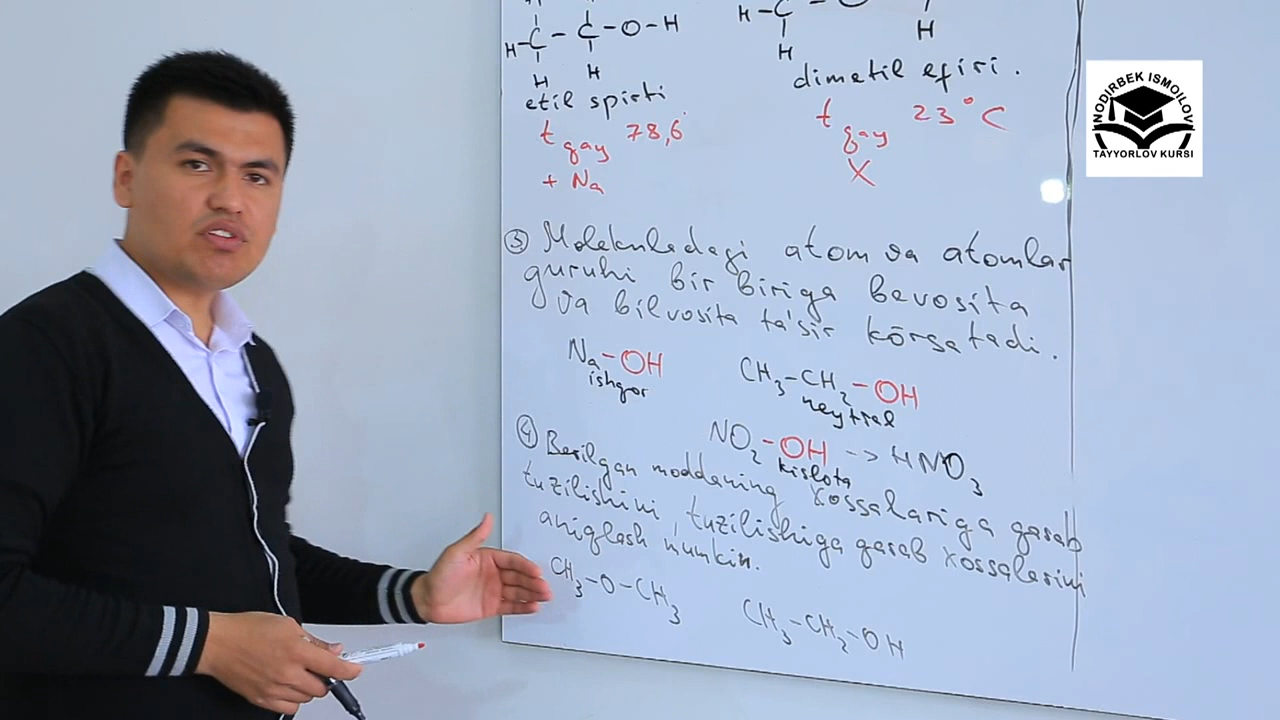 H–C–C–O–H
H H
etil spirti
t qay 78,6°
+ Na
H–C–O
H H
dimetil efiri.
t qay 23°C
X
③ Molekuladagi atom va atomlar
guruhi bir biriga bevosita
va bilvosita ta'sir kõrsatadi.
Na–OH
ishqor
CH3–CH2–OH
neytral
NO2–OH --> HNO3
kislota
④ Berilgan moddaning xossalariga qarab
tuzilishini, tuzilishiga qarab xossalarini
aniqlash mumkin.
CH3–O–CH3
CH3–CH2–OH
NODIRBEK ISMOILOV
TAYYORLOV KURSI